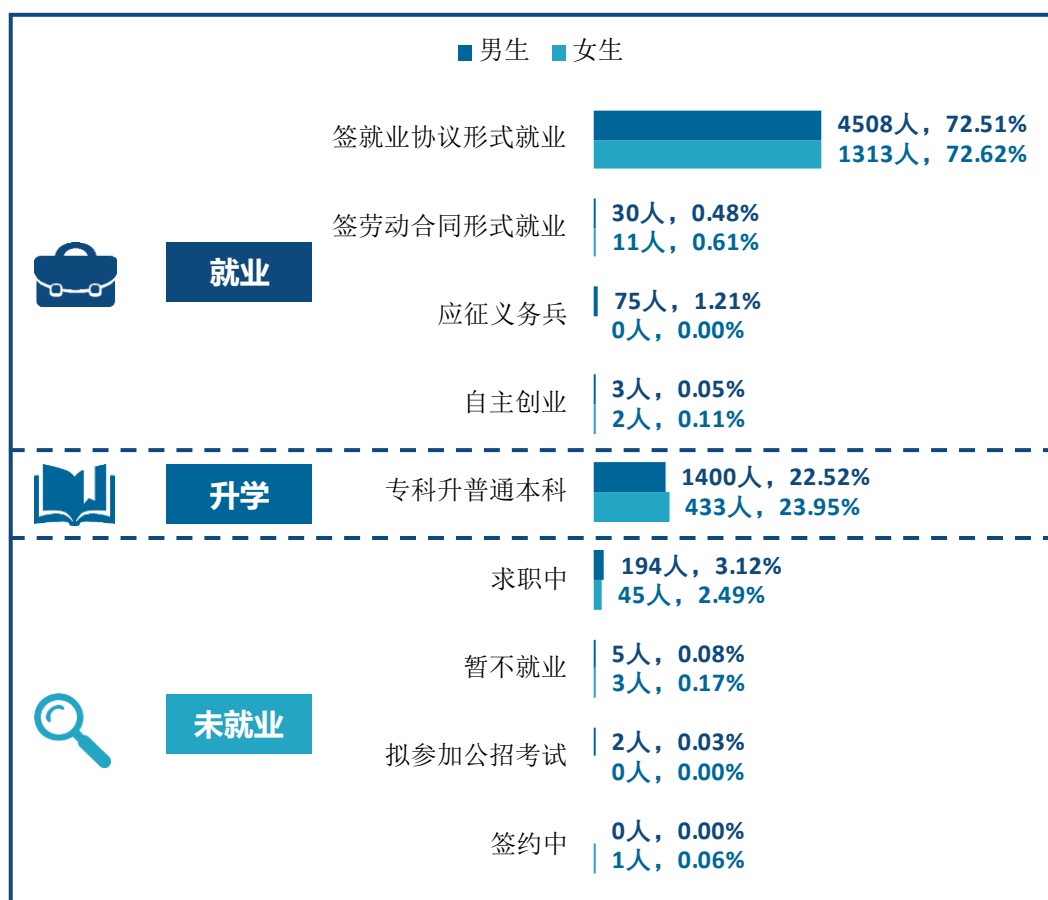 男生 女生
签就业协议形式就业
4508人，72.51%
1313人，72.62%
签劳动合同形式就业
30人，0.48%
11人，0.61%
就业
应征义务兵
75人，1.21%
0人，0.00%
自主创业
3人，0.05%
2人，0.11%
升学
专科升普通本科
1400人，22.52%
433人，23.95%
求职中
194人，3.12%
45人，2.49%
暂不就业
5人，0.08%
3人，0.17%
未就业
拟参加公招考试
2人，0.03%
0人，0.00%
签约中
0人，0.00%
1人，0.06%